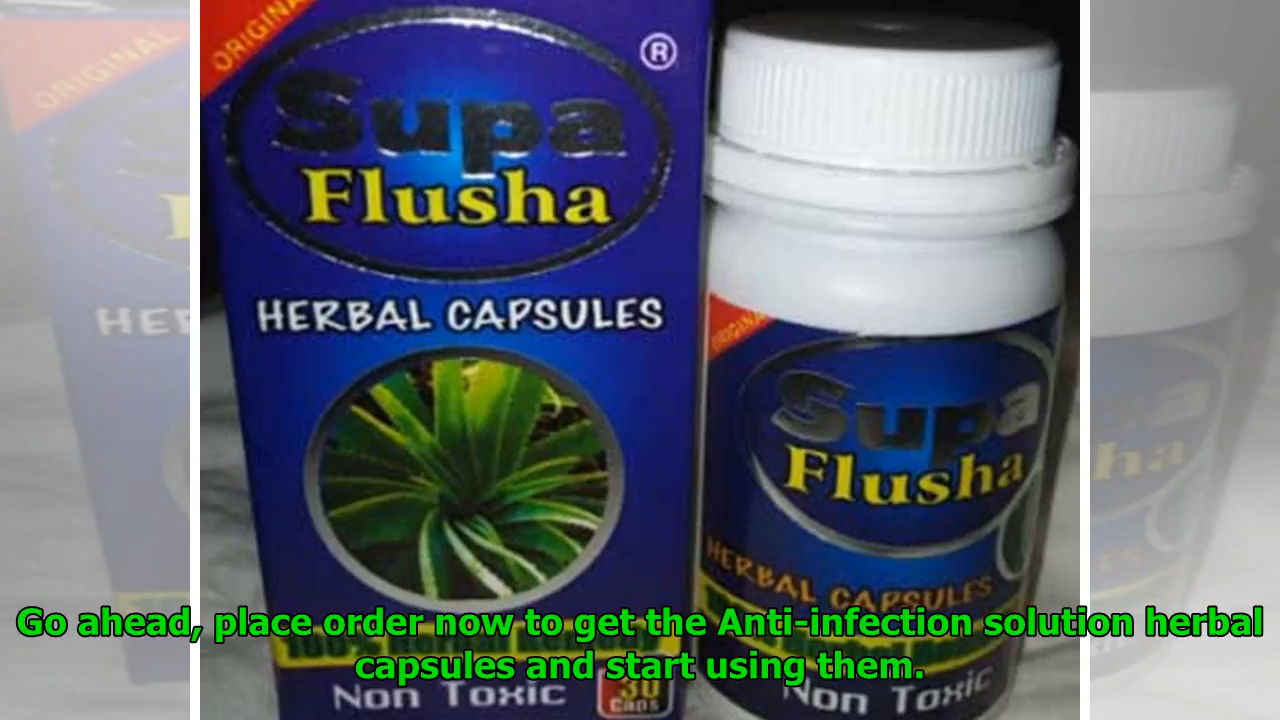 ORIGINAL
Supa
Flusha
®
HERBAL CAPSULES
Non Toxic
30
Caps
ORIGINAL
Supa
Flusha
HERBAL CAPSULES
Non Toxic
Go ahead, place order now to get the Anti-infection solution herbal
capsules and start using them.